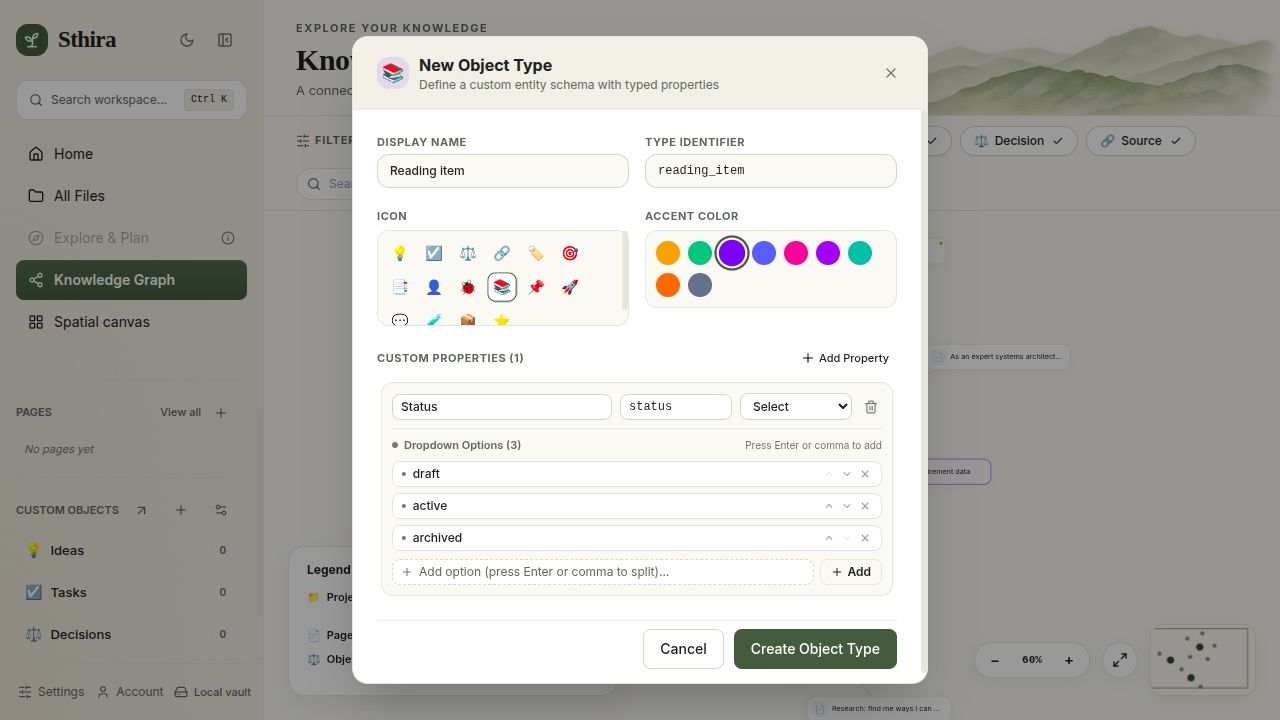 Sthira
Search workspace... Ctrl K
Home
All Files
Explore & Plan
Knowledge Graph
Spatial canvas
PAGES View all
No pages yet
CUSTOM OBJECTS
Ideas 0
Tasks 0
Decisions 0
Settings Account Local vault
EXPLORE YOUR KNOWLEDGE
A
Decision
Source
As an expert systems architect...
Legend
60%
Research: find me ways I can ...
New Object Type
Define a custom entity schema with typed properties
DISPLAY NAME TYPE IDENTIFIER
Reading item reading_item
ICON ACCENT COLOR
CUSTOM PROPERTIES (1) Add Property
Status status Select
Dropdown Options (3) Press Enter or comma to add
draft
active
archived
Add option (press Enter or comma to split)... Add
Cancel Create Object Type